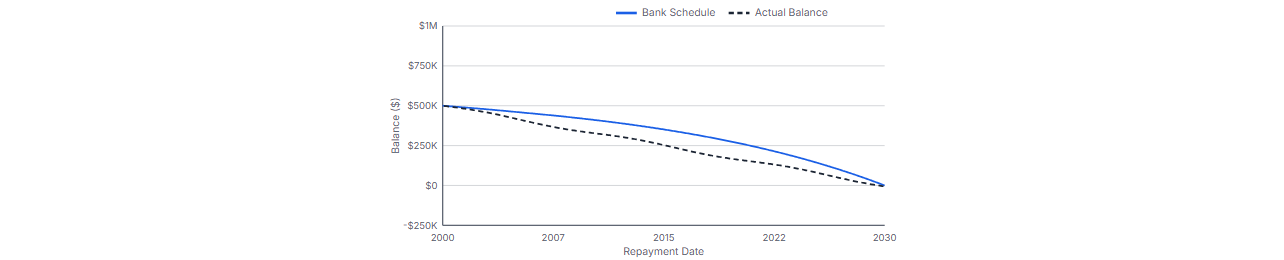 Bank Schedule
Actual Balance
$1M
$750K
$500K
$250K
$0
-$250K
Balance ($)
2000
2007
2015
2022
2030
Repayment Date